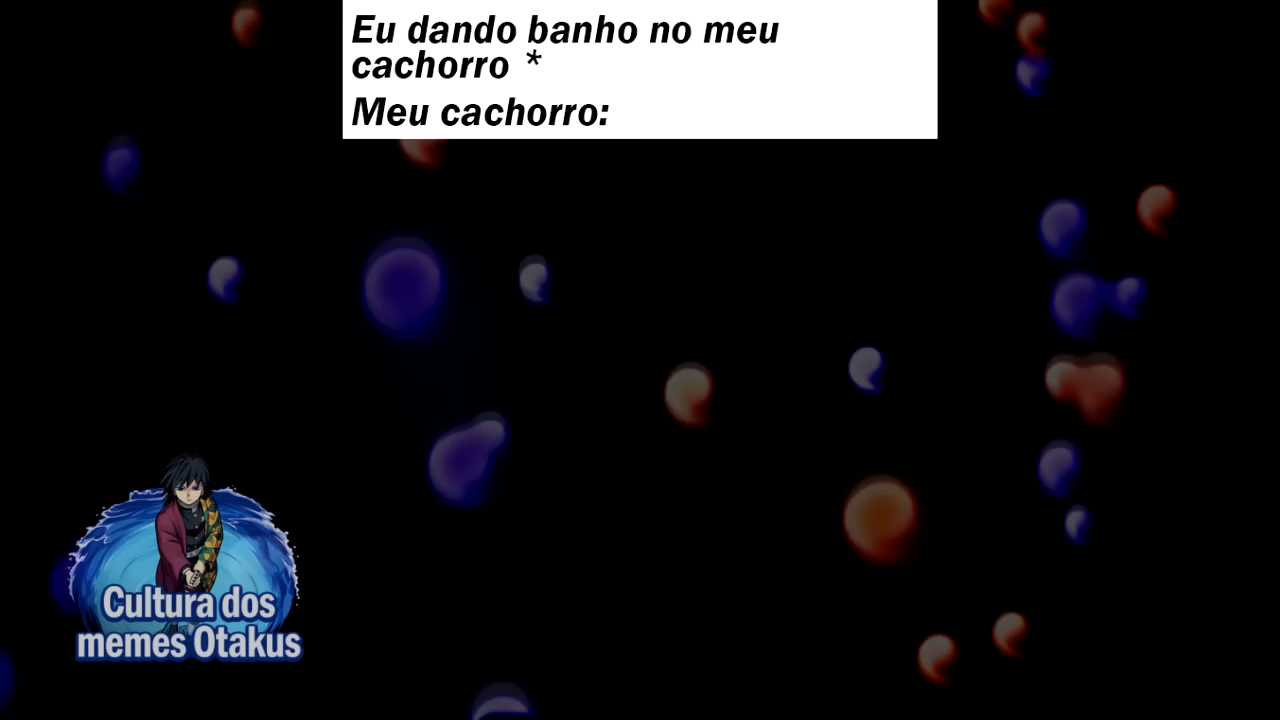 Eu dando banho no meu
cachorro *
Meu cachorro:
Cultura dos
memes Otakus